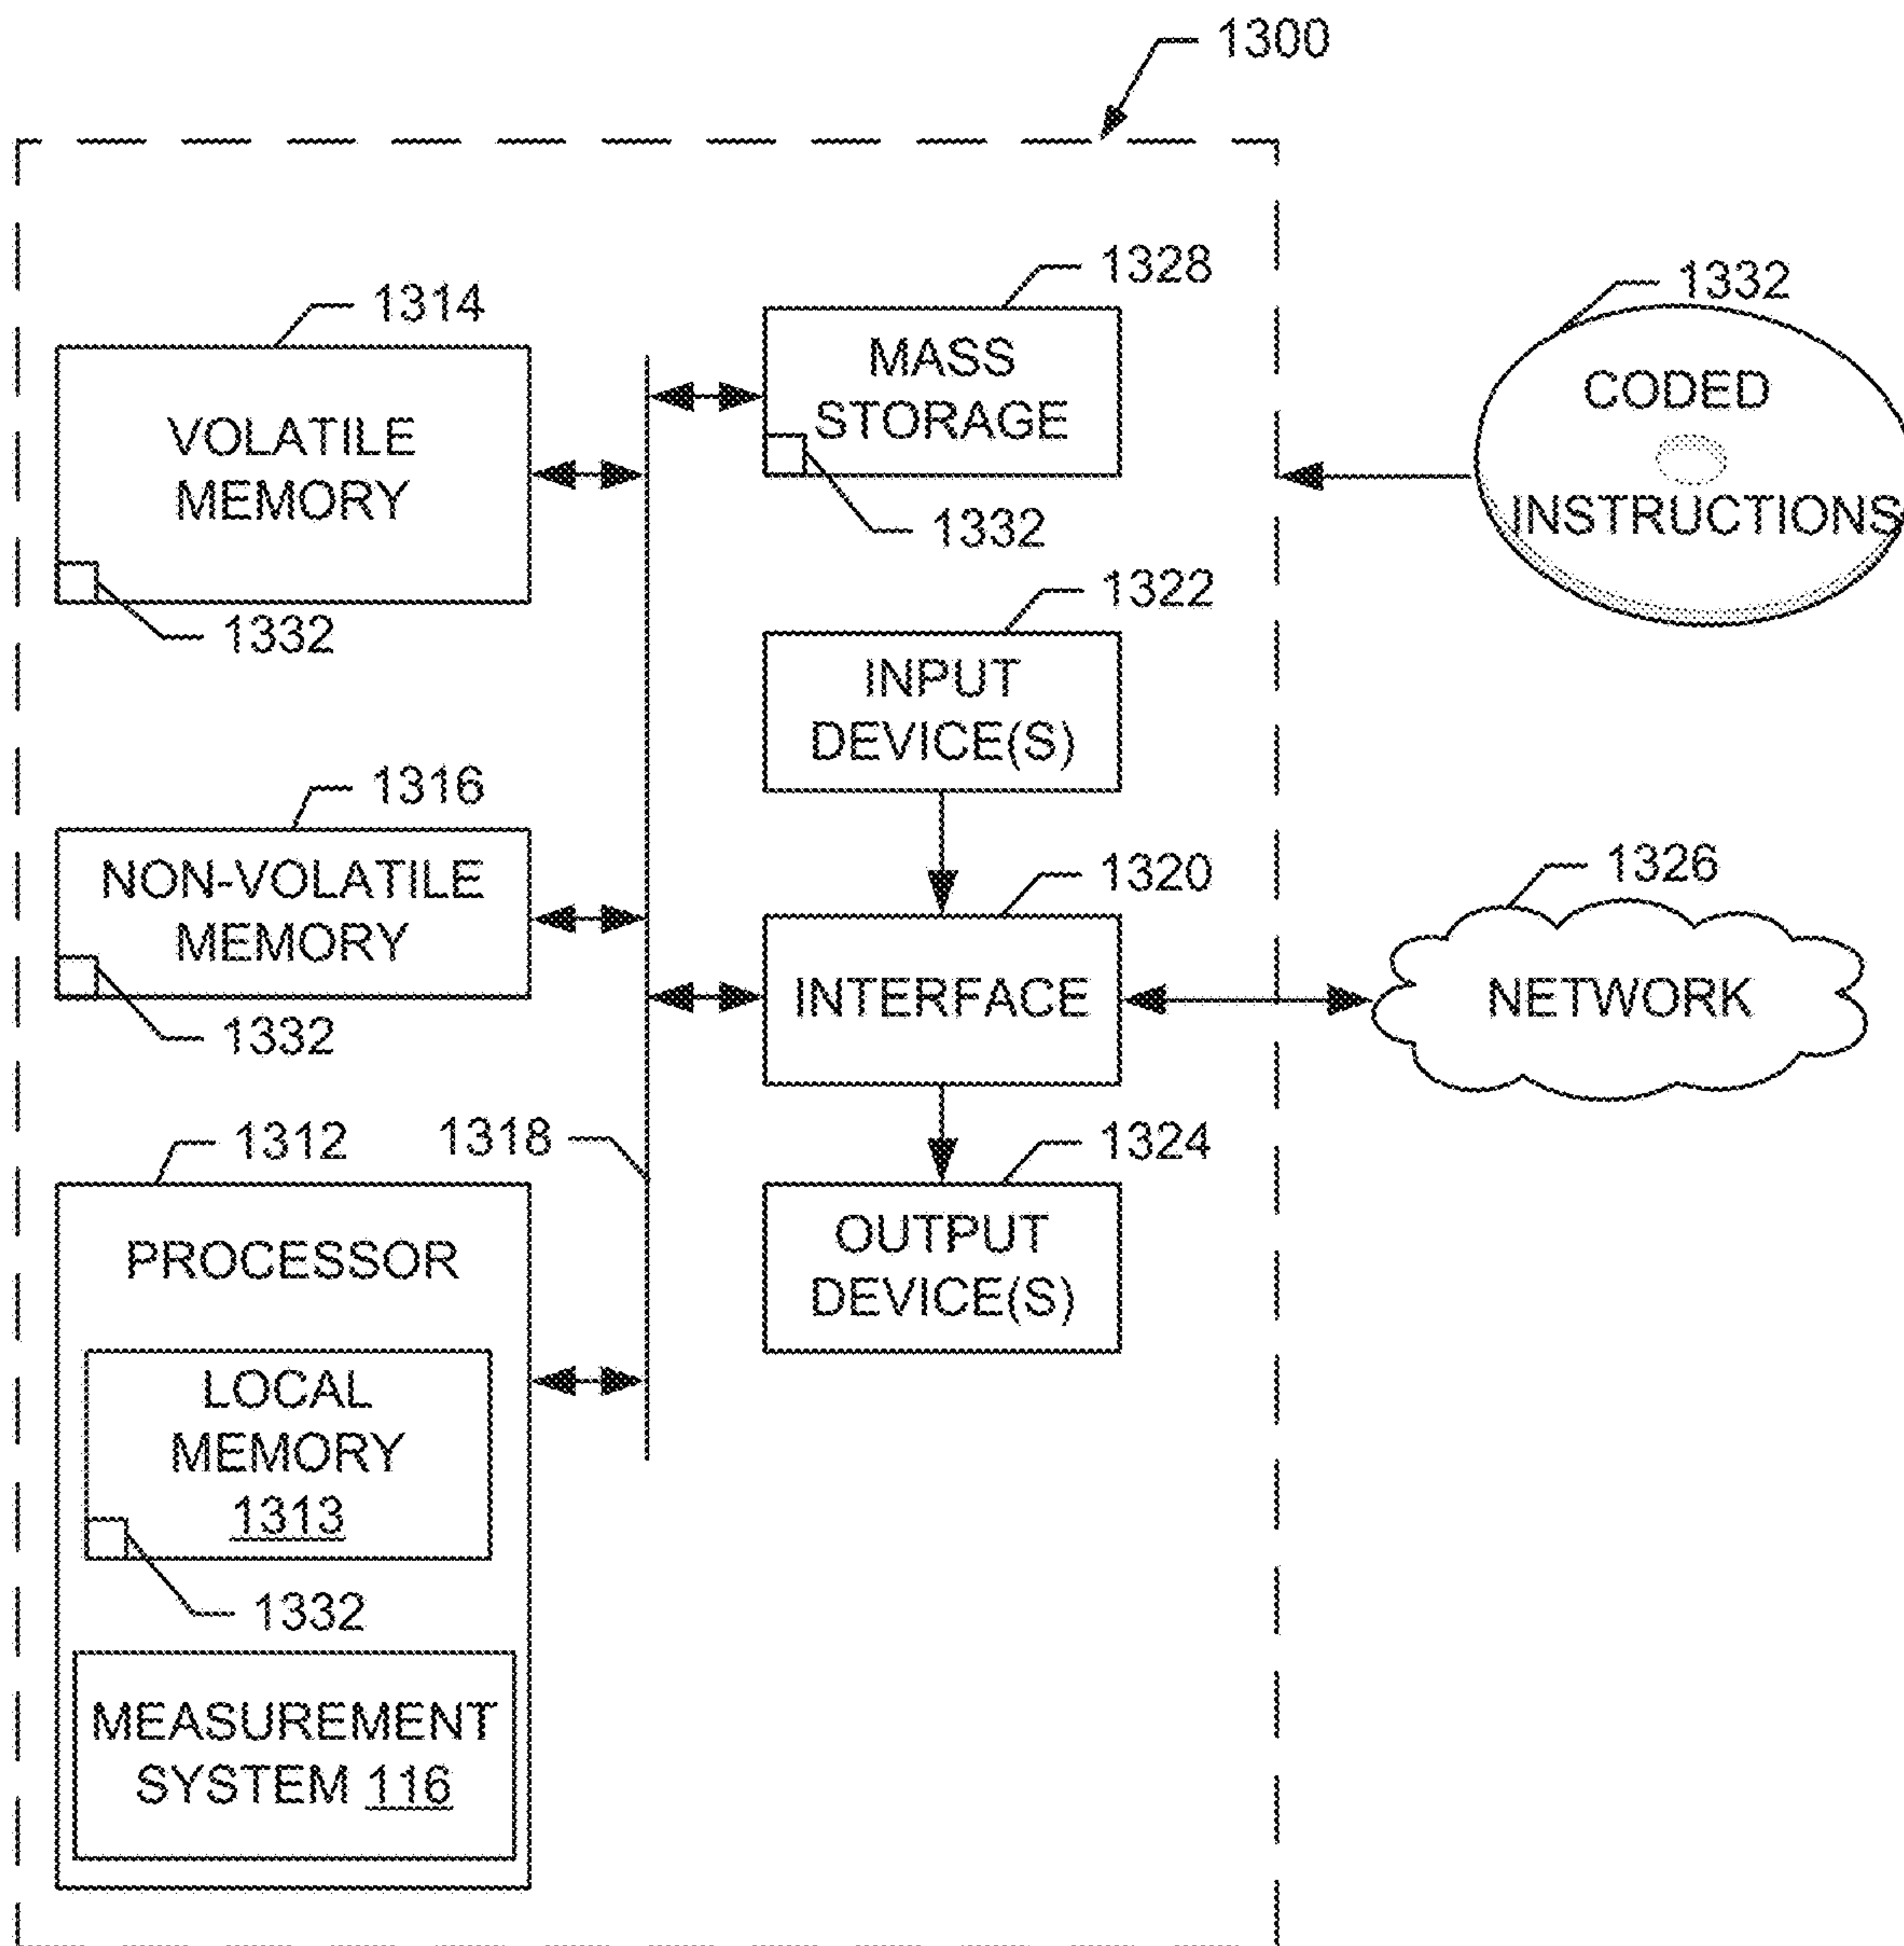 1300
1314
VOLATILE
MEMORY
1332
1316
NON-VOLATILE
MEMORY
1332
1312
PROCESSOR
LOCAL
MEMORY
1313
1332
MEASUREMENT
SYSTEM 116
1318
1328
MASS
STORAGE
1332
1322
INPUT
DEVICE(S)
1320
INTERFACE
1324
OUTPUT
DEVICE(S)
1332
CODED
INSTRUCTIONS
1326
NETWORK